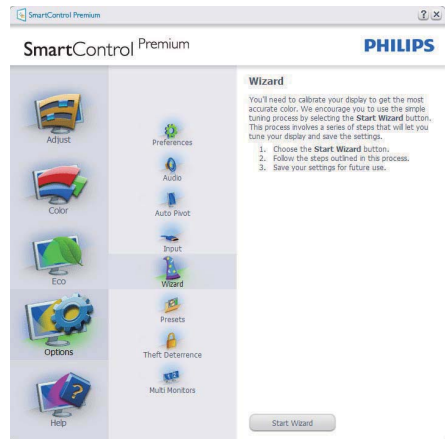 SmartControl Premium
? X
SmartControl Premium
PHILIPS
Adjust
Color
Eco
Options
Help
Preferences
Audio
Auto Pivot
Input
Wizard
Presets
Theft Deterrence
Multi Monitors
Wizard
You'll need to calibrate your display to get the most
accurate color. We encourage you to use the simple
tuning process by selecting the Start Wizard button.
This process involves a series of steps that will let you
tune your display and save the settings.
1. Choose the Start Wizard button.
2. Follow the steps outlined in this process.
3. Save your settings for future use.
Start Wizard